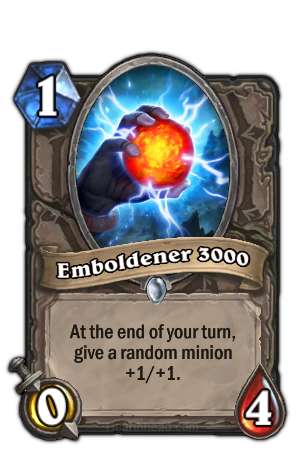 1
Emboldener 3000
At the end of your turn,
give a random minion
+1/+1.
0
4